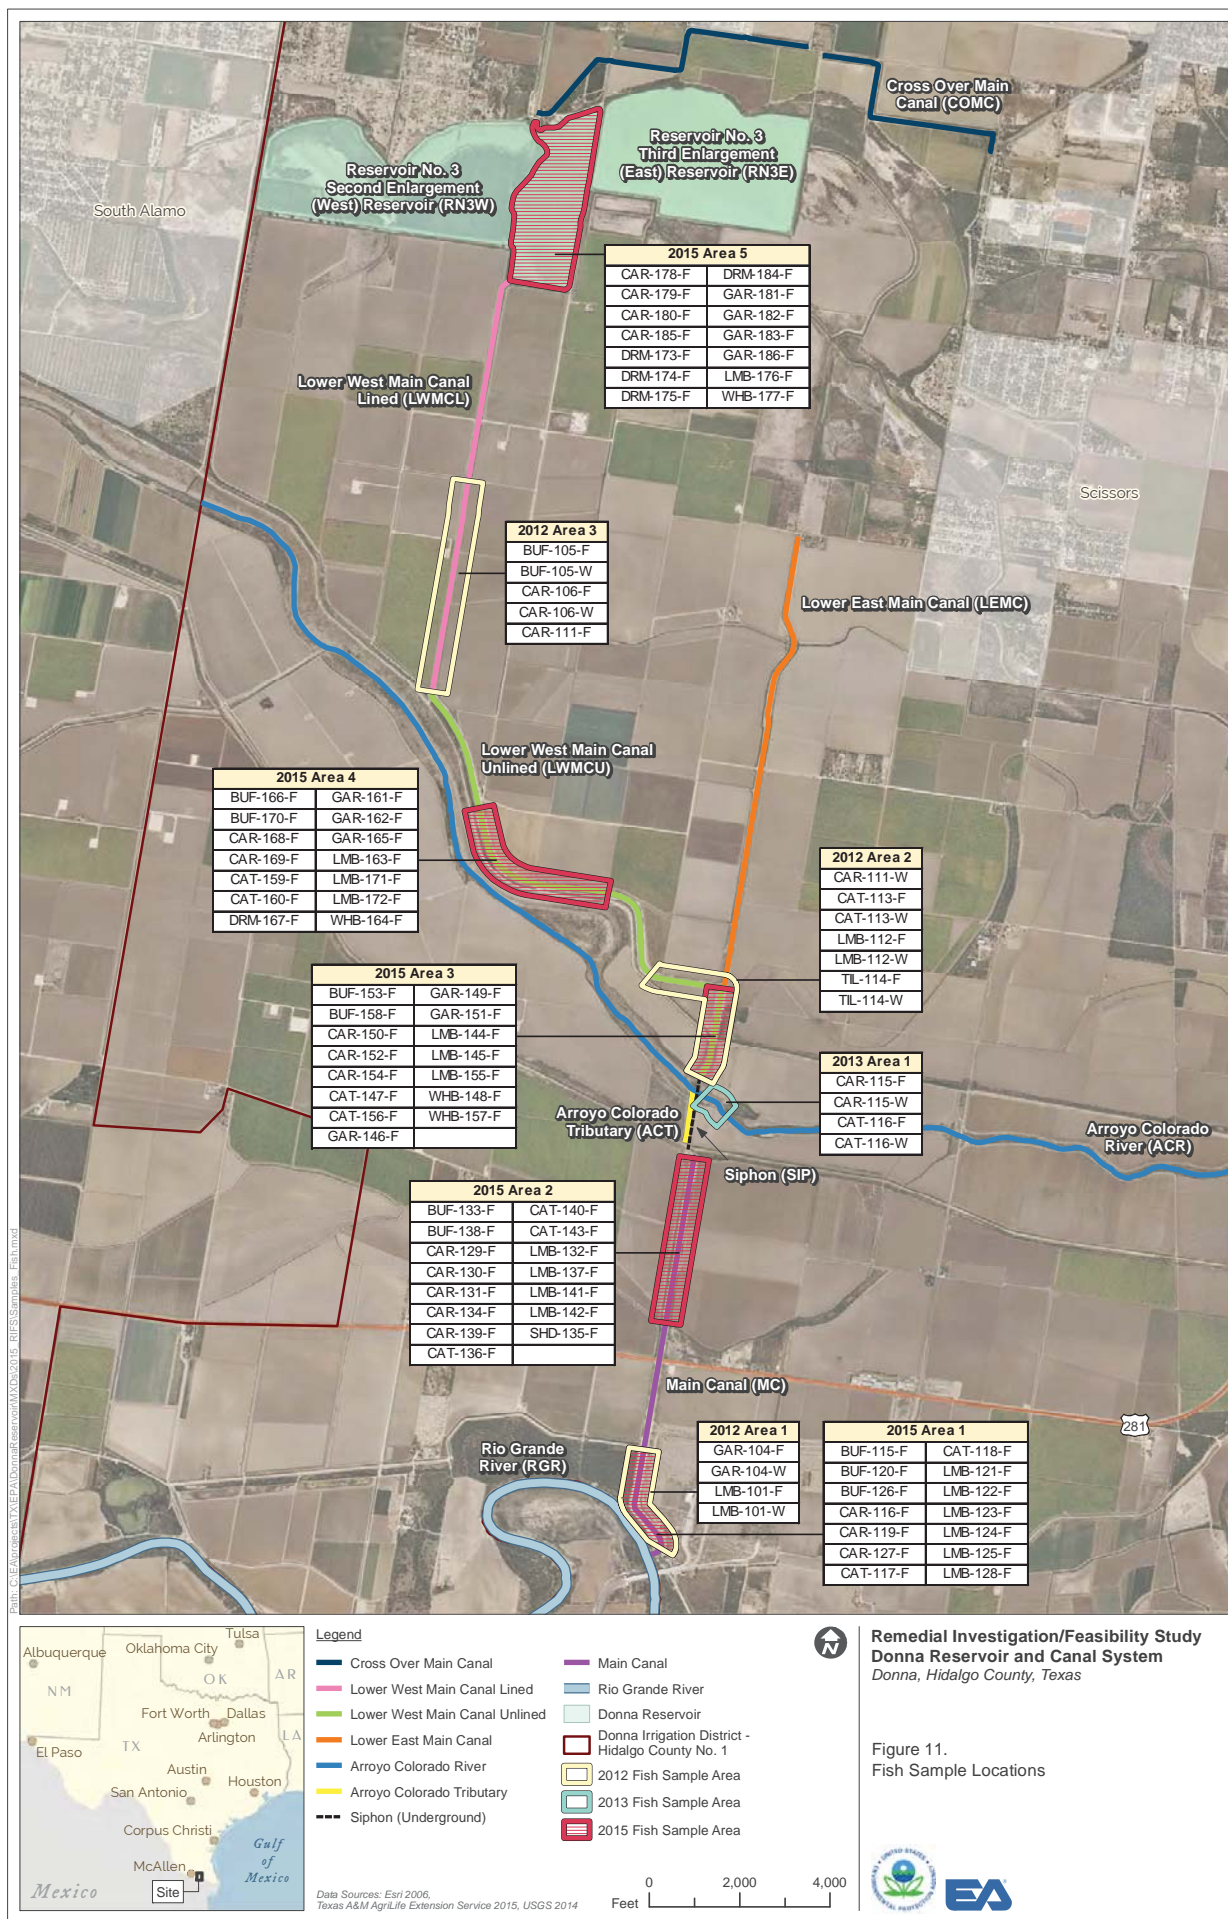 Cross Over Main
Canal (COMC)
Reservoir No. 3
Third Enlargement
(East) Reservoir (RN3E)
Reservoir No. 3
Second Enlargement
(West) Reservoir (RN3W)
South Alamo
2015 Area 5
CAR-178-F DRM-184-F
CAR-179-F GAR-181-F
CAR-180-F GAR-182-F
CAR-185-F GAR-183-F
DRM-173-F GAR-186-F
DRM-174-F LMB-176-F
DRM-175-F WHB-177-F
Lower West Main Canal
Lined (LWMCL)
Scissors
2012 Area 3
BUF-105-F
BUF-105-W
CAR-106-F
CAR-106-W
CAR-111-F
Lower East Main Canal (LEMC)
Lower West Main Canal
Unlined (LWMCU)
2015 Area 4
BUF-166-F GAR-161-F
BUF-170-F GAR-162-F
CAR-168-F GAR-165-F
CAR-169-F LMB-163-F
CAT-159-F LMB-171-F
CAT-160-F LMB-172-F
DRM-167-F WHB-164-F
2012 Area 2
CAR-111-W
CAT-113-F
CAT-113-W
LMB-112-F
LMB-112-W
TIL-114-F
TIL-114-W
2015 Area 3
BUF-153-F GAR-149-F
BUF-158-F GAR-151-F
CAR-150-F LMB-144-F
CAR-152-F LMB-145-F
CAR-154-F LMB-155-F
CAT-147-F WHB-148-F
CAT-156-F WHB-157-F
GAR-146-F
2013 Area 1
CAR-115-F
CAR-115-W
CAT-116-F
CAT-116-W
Arroyo Colorado
Tributary (ACT)
Arroyo Colorado
River (ACR)
Siphon (SIP)
2015 Area 2
BUF-133-F CAT-140-F
BUF-138-F CAT-143-F
CAR-129-F LMB-132-F
CAR-130-F LMB-137-F
CAR-131-F LMB-141-F
CAR-134-F LMB-142-F
CAR-139-F SHD-135-F
CAT-136-F
Main Canal (MC)
281
Rio Grande
River (RGR)
2012 Area 1
GAR-104-F
GAR-104-W
LMB-101-F
LMB-101-W
2015 Area 1
BUF-115-F CAT-118-F
BUF-120-F LMB-121-F
BUF-126-F LMB-122-F
CAR-116-F LMB-123-F
CAR-119-F LMB-124-F
CAR-127-F LMB-125-F
CAT-117-F LMB-128-F
Path: C:\EA\projects\TX\EPA\DonnaReservoir\MXDs\2015_RIFS\Samples_Fish.mxd
Tulsa
Oklahoma City
Albuquerque
OK
AR
NM
Fort Worth Dallas
Arlington
LA
TX
El Paso
Austin
San Antonio
Houston
Corpus Christi
Gulf
of
Mexico
McAllen
Site
Mexico
Legend
Cross Over Main Canal
Lower West Main Canal Lined
Lower West Main Canal Unlined
Lower East Main Canal
Arroyo Colorado River
Arroyo Colorado Tributary
Siphon (Underground)
Main Canal
Rio Grande River
Donna Reservoir
Donna Irrigation District -
Hidalgo County No. 1
2012 Fish Sample Area
2013 Fish Sample Area
2015 Fish Sample Area
Data Sources: Esri 2006,
Texas A&M AgriLife Extension Service 2015, USGS 2014
0 2,000 4,000
Feet
N
Remedial Investigation/Feasibility Study
Donna Reservoir and Canal System
Donna, Hidalgo County, Texas
Figure 11.
Fish Sample Locations
UNITED STATES
EA